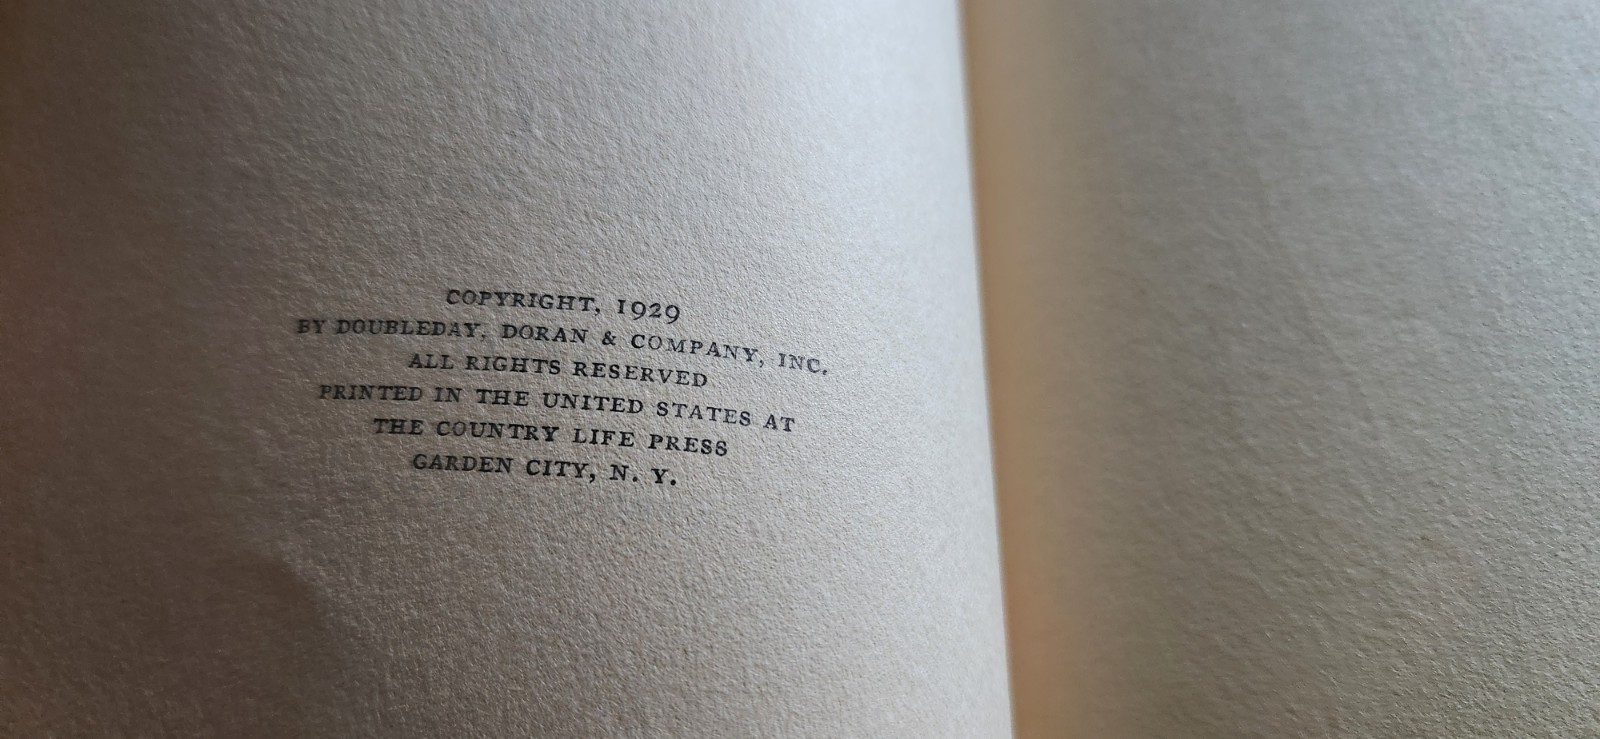 COPYRIGHT, 1929
BY DOUBLEDAY, DORAN & COMPANY, INC.
ALL RIGHTS RESERVED
PRINTED IN THE UNITED STATES AT
THE COUNTRY LIFE PRESS
GARDEN CITY, N. Y.